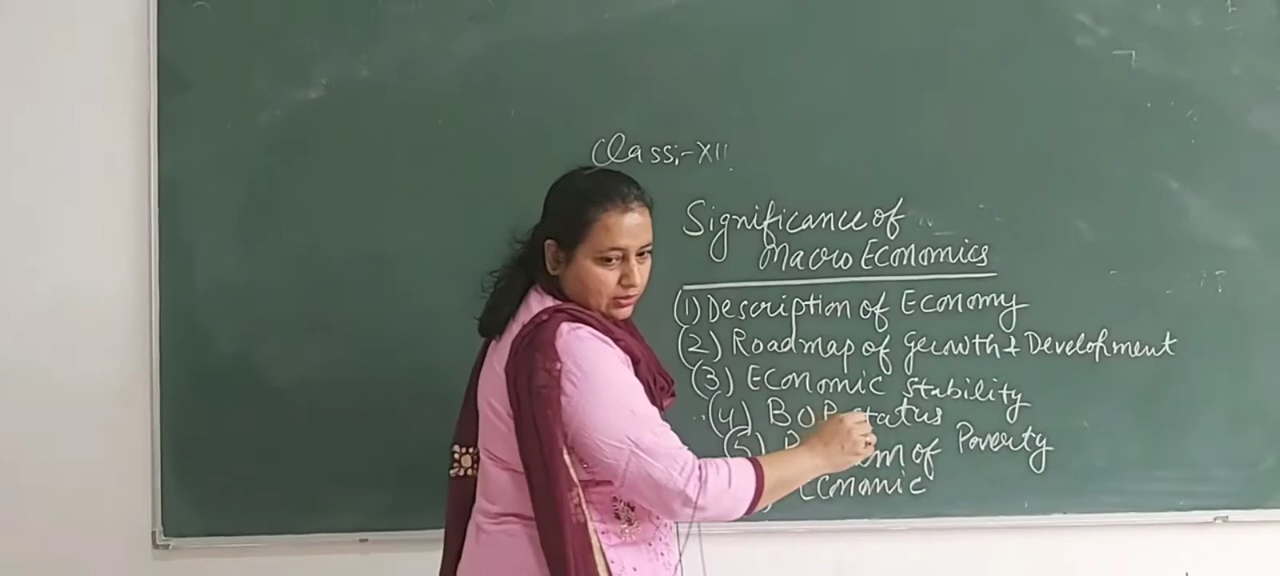 Class:-XII
Significance of
Macro Economics
(1) Description of Economy
(2) Roadmap of Growth & Development
(3) Economic Stability
(4) BOP status
(5) of Poverty
Economic